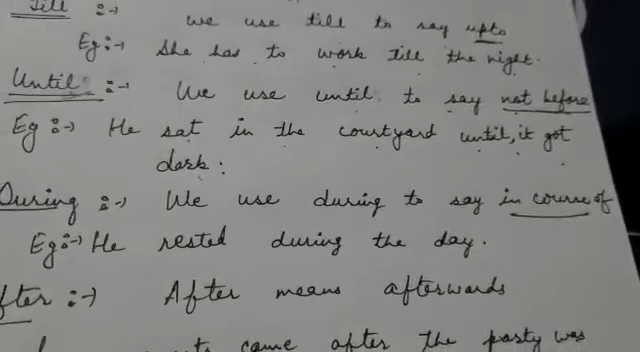 Till :→ we use till to say upto
Eg:→ She has to work till the night.
Until :→ We use until to say not before
Eg:→ He sat in the courtyard until, it got
dark.
During :→ We use during to say in course of
Eg:→ He rested during the day.
fter :→ After means afterwards
came after the party was